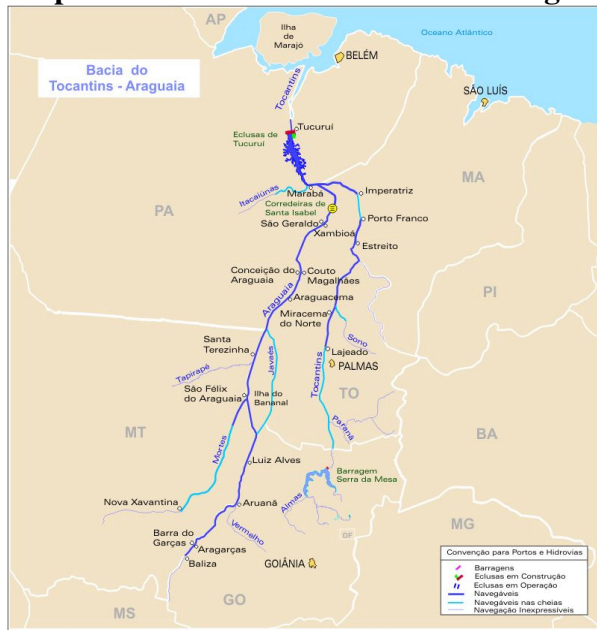 AP
Ilha
de
Marajó
Oceano Atlântico
BELÉM
Bacia do
Tocantins - Araguaia
Tocantins
SÃO LUÍS
Tucuruí
Eclusas de
Tucuruí
MA
Itacaiúnas
Marabá
Imperatriz
PA
Corredeiras de
Santa Isabel
São Geraldo
Porto Franco
Xambioá
Estreito
Conceição do
Araguaia
Couto
Magalhães
PI
Araguaia
Araguacema
Miracema
do Norte
Sono
Santa
Terezinha
Javaés
Lajeado
PALMAS
Tapirapé
Tocantins
TO
São Félix
do Araguaia
Ilha do
Bananal
Paranã
MT
Mortes
BA
Luiz Alves
Barragem
Serra da Mesa
Nova Xavantina
Almas
Aruanã
MG
Vermelho
DF
Barra do
Garças
Aragarças
Baliza
GOIÂNIA
MS
GO
Convenção para Portos e Hidrovias
Barragens
Eclusas em Construção
Eclusas em Operação
Navegáveis
Navegáveis nas cheias
Navegação Inexpressíveis